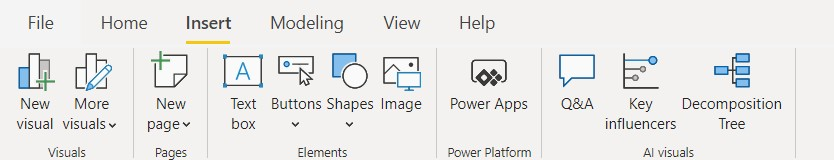 File Home Insert Modeling View Help
A
New visual
More visuals
New page
Text box
Buttons
Shapes
Image
Power Apps
Q&A
Key influencers
Decomposition Tree
Visuals Pages Elements Power Platform AI visuals